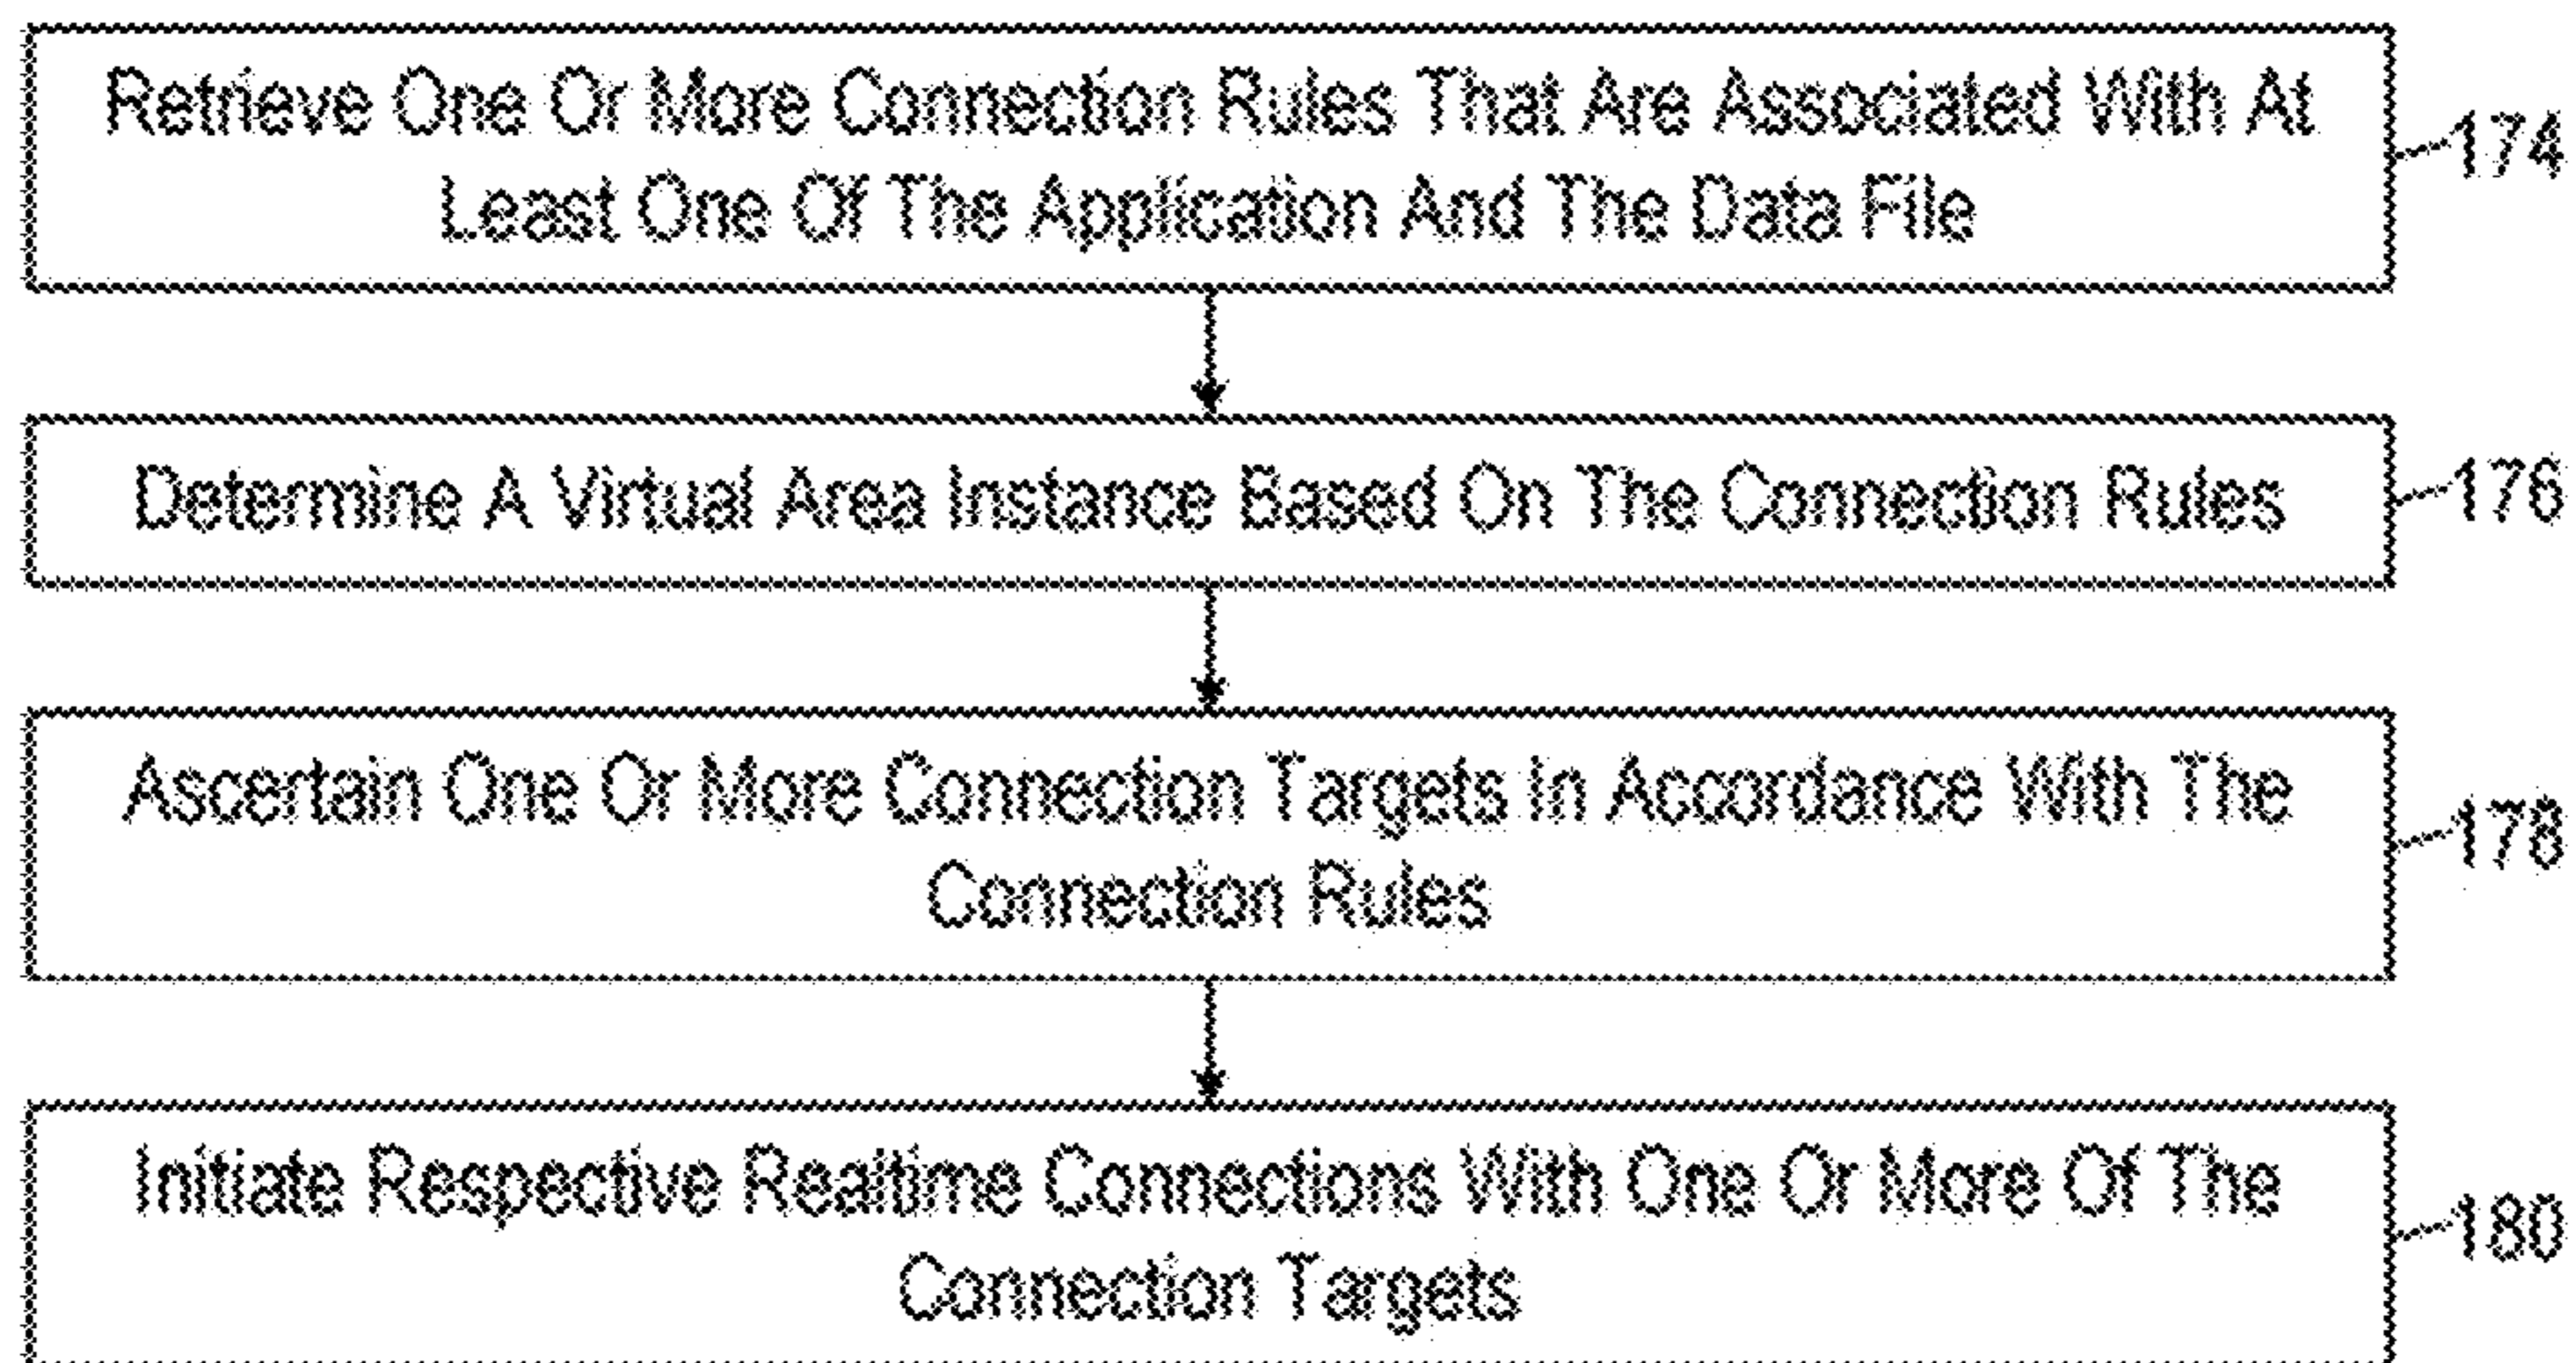 Retrieve One Or More Connection Rules That Are Associated With At
Least One Of The Application And The Data File
174
Determine A Virtual Area Instance Based On The Connection Rules
176
Ascertain One Or More Connection Targets In Accordance With The
Connection Rules
178
Initiate Respective Realtime Connections With One Or More Of The
Connection Targets
180